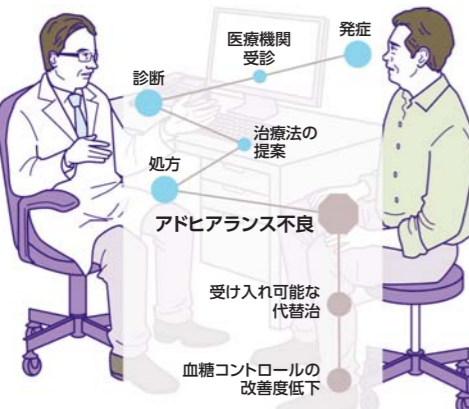 発症
医療機関
受診
診断
治療法の
提案
処方
アドヒアランス不良
受け入れ可能な
代替治
血糖コントロールの
改善度低下